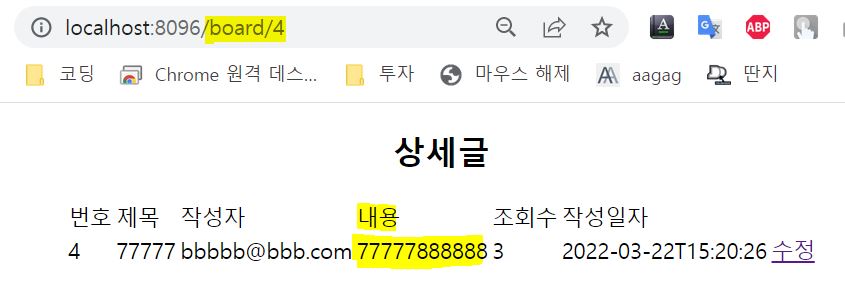 localhost:8096/board/4
A
G
ABP
코딩
Chrome 원격 데스...
투자
마우스 해제
AA
aagag
딴지
상세글
번호 제목 작성자 내용 조회수 작성일자
4 77777 bbbbb@bbb.com 77777888888 3 2022-03-22T15:20:26 수정